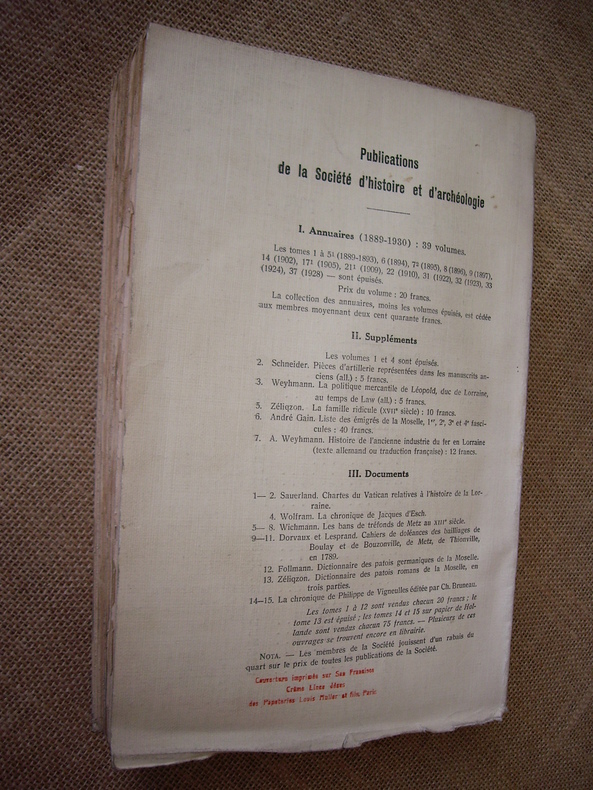 Publications
de la Société d'histoire et d'archéologie
I. Annuaires (1889-1930) : 39 volumes.
Les tomes 1 à 5¹ (1889-1893), 6 (1894), 7² (1895), 8 (1896), 9 (1897),
14 (1902), 17¹ (1905), 21¹ (1909), 22 (1910), 31 (1922), 32 (1923), 33
(1924), 37 (1928) — sont épuisés.
Prix du volume : 20 francs.
La collection des annuaires, moins les volumes épuisés, est cédée
aux membres moyennant deux cent quarante francs.
II. Suppléments
Les volumes 1 et 4 sont épuisés.
2. Schneider. Pièces d'artillerie représentées dans les manuscrits an-
ciens (all.) : 5 francs.
3. Weyhmann. La politique mercantile de Léopold, duc de Lorraine,
au temps de Law (all.) : 5 francs.
5. Zéliqzon. La famille ridicule (XVIIᵉ siècle) : 10 francs.
6. André Gain. Liste des émigrés de la Moselle, 1ᵉʳ, 2ᵉ, 3ᵉ et 4ᵉ fasci-
cules : 40 francs.
7. A. Weyhmann. Histoire de l'ancienne industrie du fer en Lorraine
(texte allemand ou traduction française) : 12 francs.
III. Documents
1— 2. Sauerland. Chartes du Vatican relatives à l'histoire de la Lor-
raine.
4. Wolfram. La chronique de Jacques d'Esch.
5— 8. Wichmann. Les bans de tréfonds de Metz au XIIIᵉ siècle.
9—11. Dorvaux et Lesprand. Cahiers de doléances des bailliages de
Boulay et de Bouzonville, de Metz, de Thionville,
en 1789.
12. Follmann. Dictionnaire des patois germaniques de la Moselle.
13. Zéliqzon. Dictionnaire des patois romans de la Moselle, en
trois parties.
14—15. La chronique de Philippe de Vigneulles éditée par Ch. Bruneau.
Les tomes 1 à 12 sont vendus chacun 20 francs ; le
tome 13 est épuisé ; les tomes 14 et 15 sur papier de Hol-
lande sont vendus chacun 75 francs. — Plusieurs de ces
ouvrages se trouvent encore en librairie.
NOTA. — Les membres de la Société jouissent d'un rabais du
quart sur le prix de toutes les publications de la Société.
Couverture imprimée sur San Francisco
Crème Linex
des Papeteries Louis Muller et fils, Paris